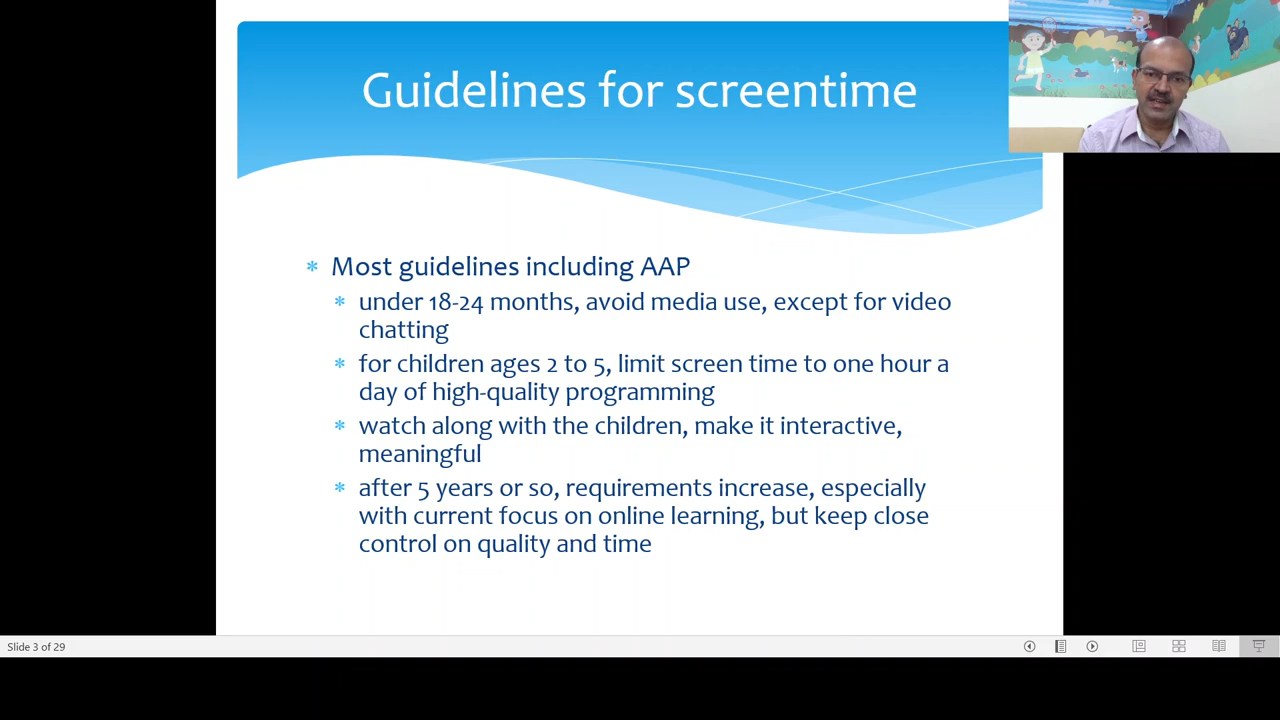 Guidelines for screentime
* Most guidelines including AAP
* under 18-24 months, avoid media use, except for video
chatting
* for children ages 2 to 5, limit screen time to one hour a
day of high-quality programming
* watch along with the children, make it interactive,
meaningful
* after 5 years or so, requirements increase, especially
with current focus on online learning, but keep close
control on quality and time
Slide 3 of 29